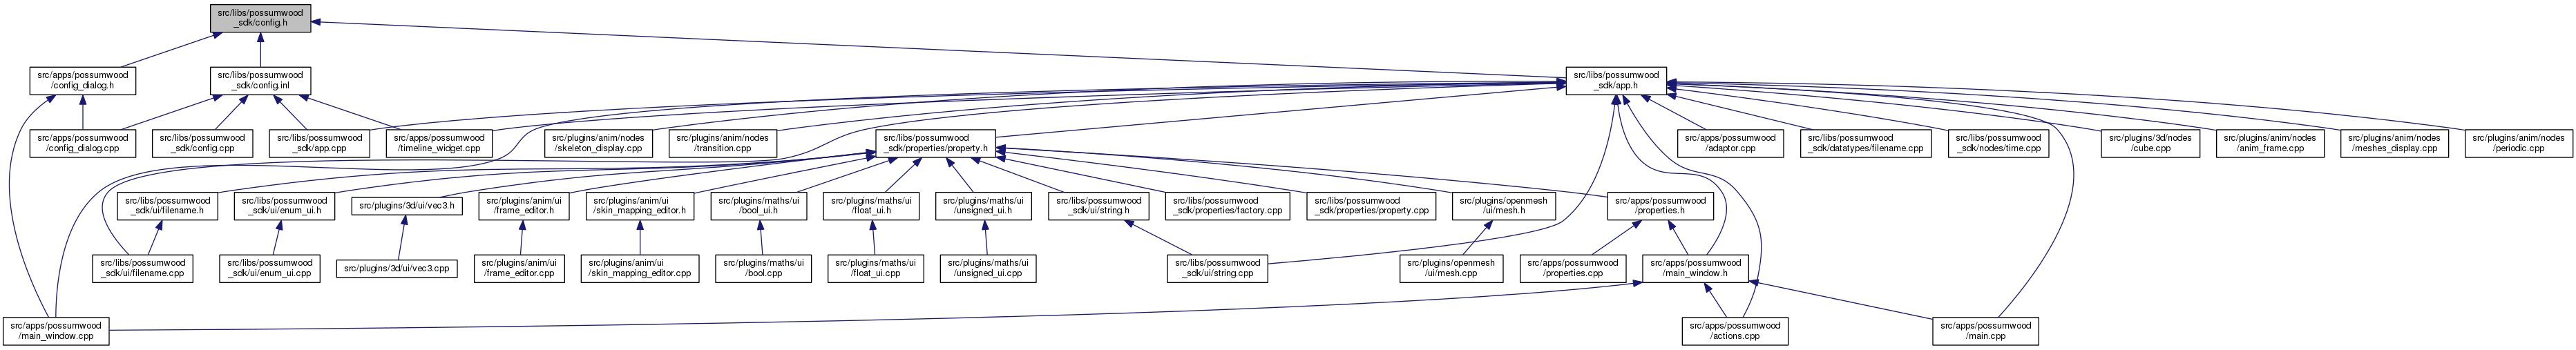 src/libs/possumwood
_sdk/config.h
src/apps/possumwood
/config_dialog.h
src/libs/possumwood
_sdk/config.inl
src/libs/possumwood
_sdk/app.h
src/apps/possumwood
/config_dialog.cpp
src/libs/possumwood
_sdk/config.cpp
src/libs/possumwood
_sdk/app.cpp
src/apps/possumwood
/timeline_widget.cpp
src/plugins/anim/nodes
/skeleton_display.cpp
src/plugins/anim/nodes
/transition.cpp
src/libs/possumwood
_sdk/properties/property.h
src/apps/possumwood
/adaptor.cpp
src/libs/possumwood
_sdk/datatypes/filename.cpp
src/libs/possumwood
_sdk/nodes/time.cpp
src/plugins/3d/nodes
/cube.cpp
src/plugins/anim/nodes
/anim_frame.cpp
src/plugins/anim/nodes
/meshes_display.cpp
src/plugins/anim/nodes
/periodic.cpp
src/libs/possumwood
_sdk/ui/filename.h
src/libs/possumwood
_sdk/ui/enum_ui.h
src/plugins/3d/ui/vec3.h
src/plugins/anim/ui
/frame_editor.h
src/plugins/anim/ui
/skin_mapping_editor.h
src/plugins/maths/ui
/bool_ui.h
src/plugins/maths/ui
/float_ui.h
src/plugins/maths/ui
/unsigned_ui.h
src/libs/possumwood
_sdk/ui/string.h
src/libs/possumwood
_sdk/properties/factory.cpp
src/libs/possumwood
_sdk/properties/property.cpp
src/plugins/openmesh
/ui/mesh.h
src/apps/possumwood
/properties.h
src/libs/possumwood
_sdk/ui/filename.cpp
src/libs/possumwood
_sdk/ui/enum_ui.cpp
src/plugins/3d/ui/vec3.cpp
src/plugins/anim/ui
/frame_editor.cpp
src/plugins/anim/ui
/skin_mapping_editor.cpp
src/plugins/maths/ui
/bool.cpp
src/plugins/maths/ui
/float_ui.cpp
src/plugins/maths/ui
/unsigned_ui.cpp
src/libs/possumwood
_sdk/ui/string.cpp
src/plugins/openmesh
/ui/mesh.cpp
src/apps/possumwood
/properties.cpp
src/apps/possumwood
/main_window.h
src/apps/possumwood
/main_window.cpp
src/apps/possumwood
/actions.cpp
src/apps/possumwood
/main.cpp